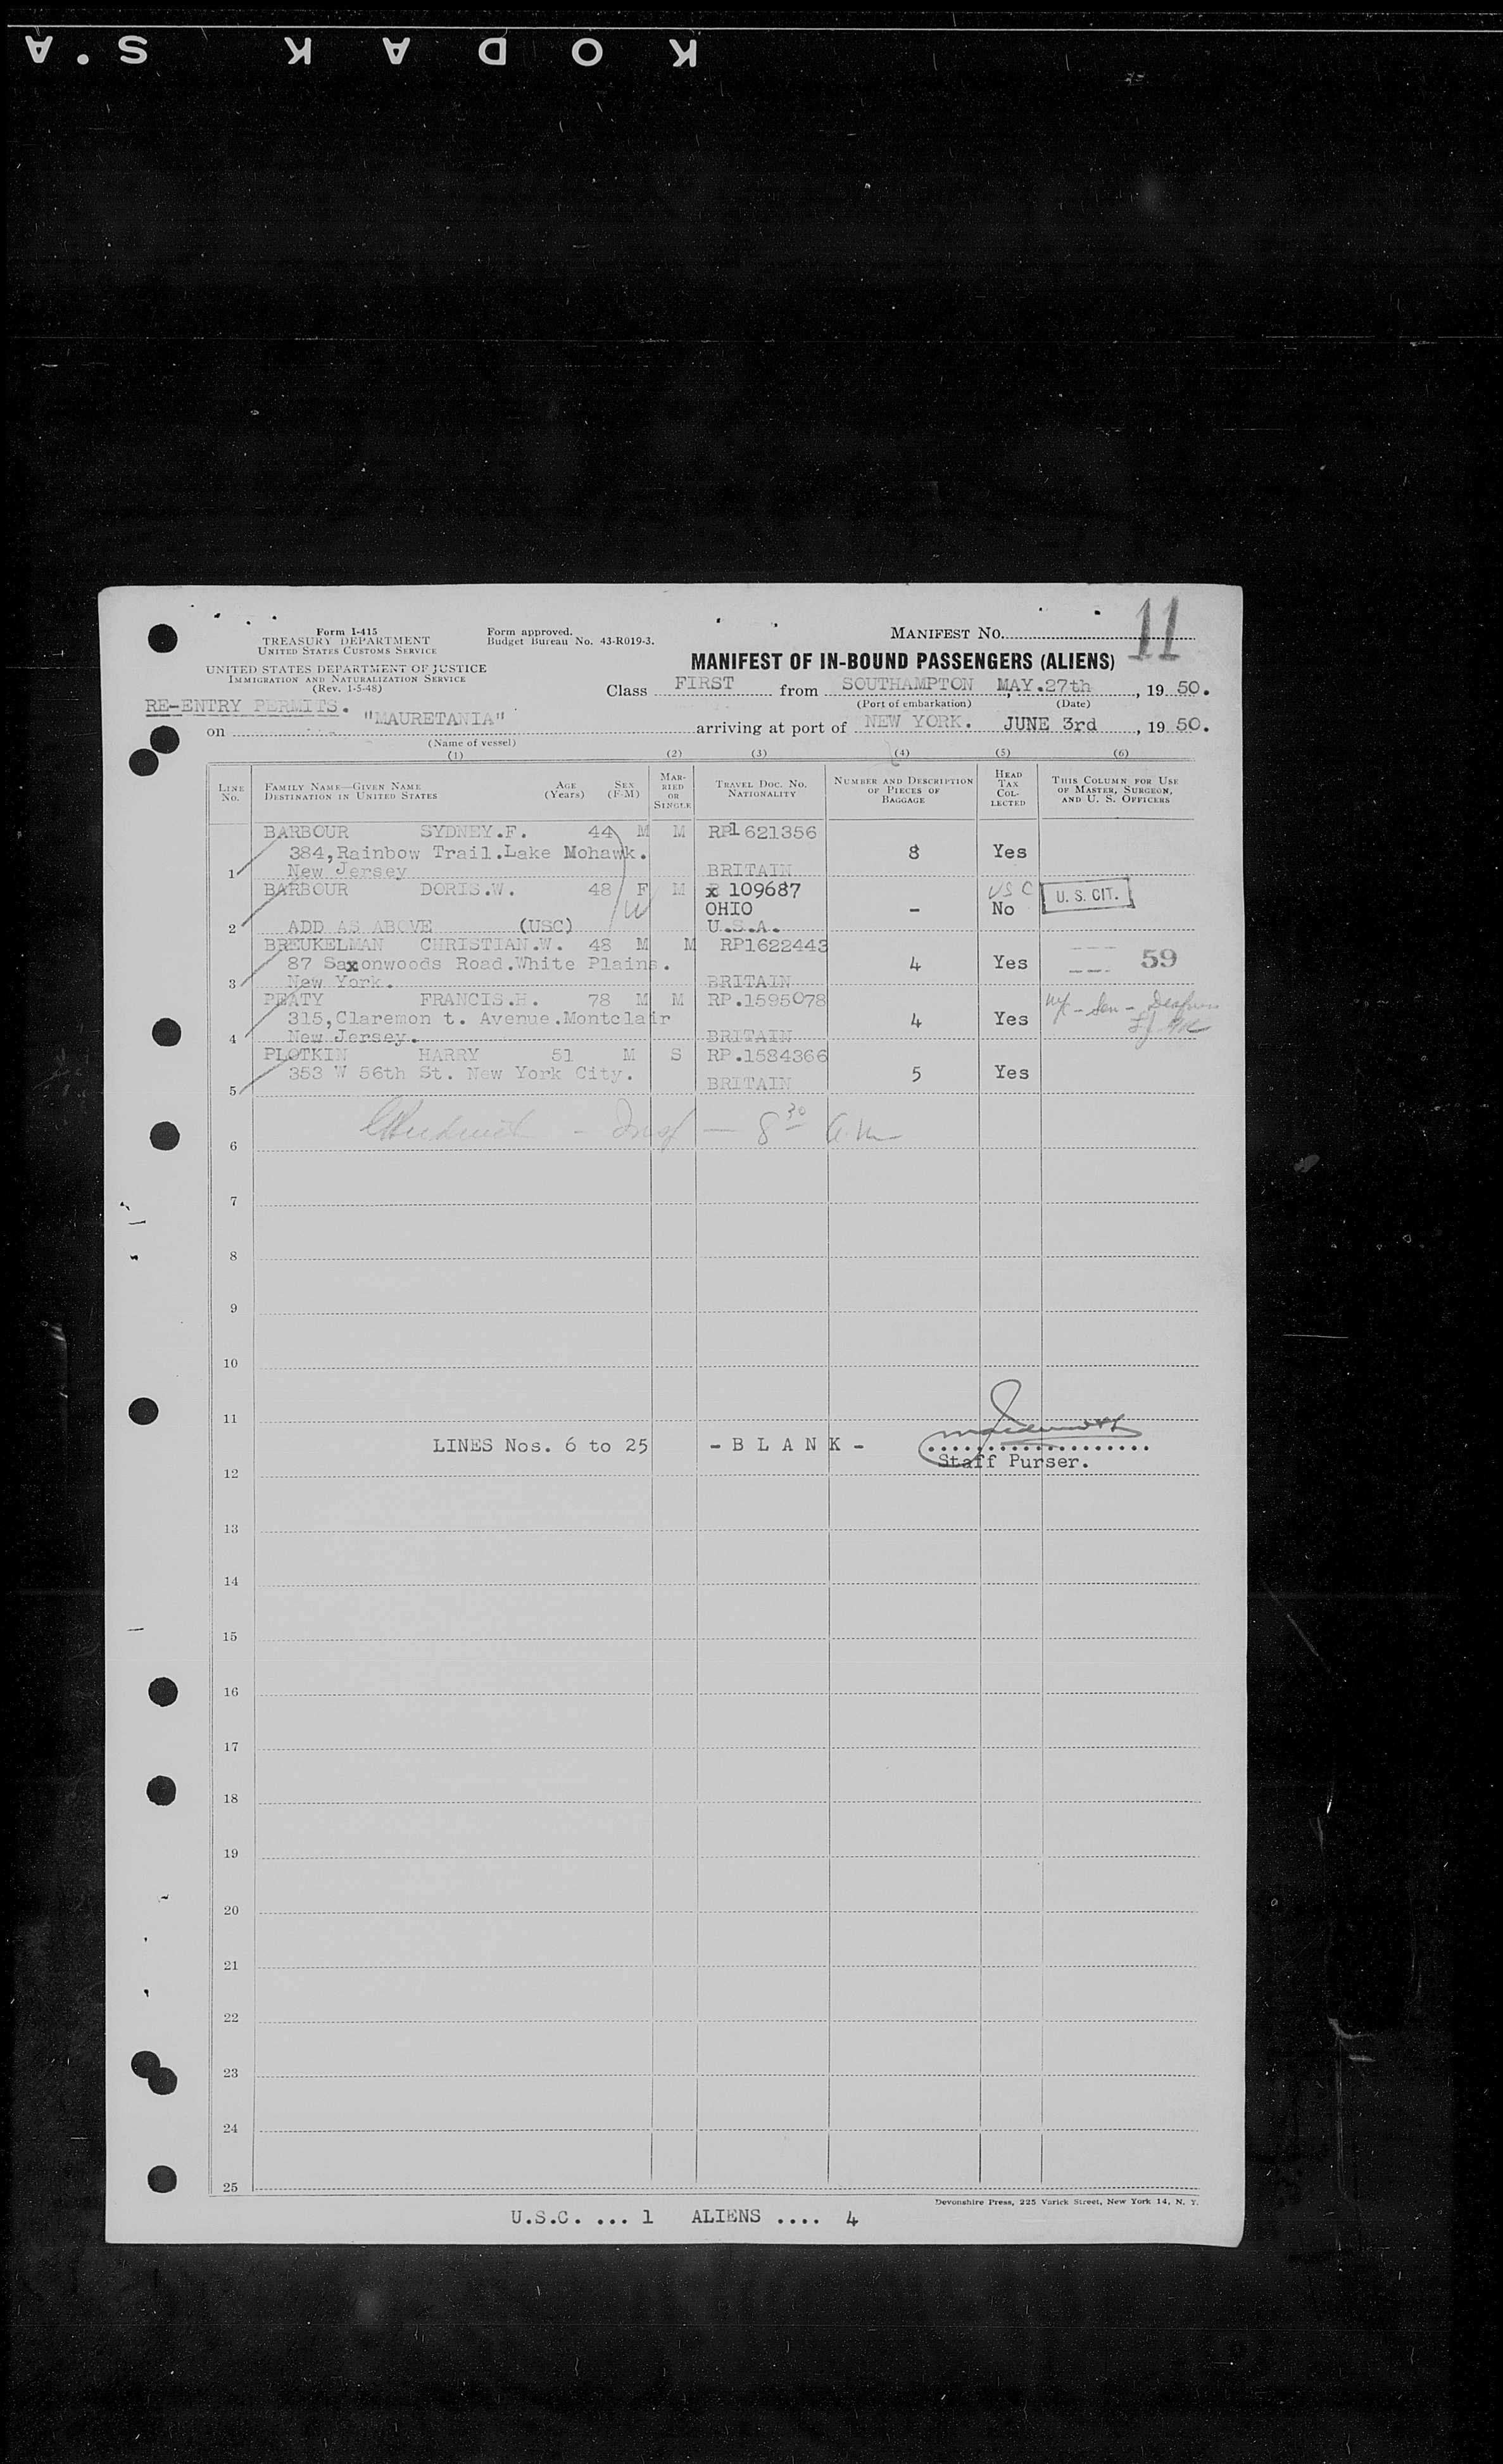 KODAK S.A
11
Form I-415
TREASURY DEPARTMENT
UNITED STATES CUSTOMS SERVICE
Form approved.
Budget Bureau No. 43-R019-3.
MANIFEST NO.
UNITED STATES DEPARTMENT OF JUSTICE
IMMIGRATION AND NATURALIZATION SERVICE
(Rev. 1-5-48)
MANIFEST OF IN-BOUND PASSENGERS (ALIENS)
Class FIRST from SOUTHAMPTON, MAY.27th, 19 50.
(Port of embarkation) (Date)
RE-ENTRY PERMITS.
on "MAURETANIA" arriving at port of NEW YORK. JUNE 3rd, 19 50.
(Name of vessel)
(1) (2) (3) (4) (5) (6)
LINE NO.
FAMILY NAME—GIVEN NAME
DESTINATION IN UNITED STATES
AGE (Years)
SEX (F-M)
MARRIED OR SINGLE
TRAVEL DOC. NO. NATIONALITY
NUMBER AND DESCRIPTION OF PIECES OF BAGGAGE
HEAD TAX COLLECTED
THIS COLUMN FOR USE OF MASTER, SURGEON, AND U. S. OFFICERS
BARBOUR SYDNEY.F. 44 M M RP1621356
384,Rainbow Trail.Lake Mohawk. 8 Yes
1 New Jersey BRITAIN
BARBOUR DORIS.W. 48 F M x 109687 USC U. S. CIT.
OHIO - No
2 ADD AS ABOVE (USC) U.S.A.
BREUKELMAN CHRISTIAN.W. 48 M M RP1622443
87 Saxonwoods Road.White Plains. 4 Yes 59
3 New York. BRITAIN
PEATY FRANCIS.H. 78 M M RP.1595078
315,Claremon t. Avenue.Montclair 4 Yes
4 New Jersey. BRITAIN
PLOTKIN HARRY 51 M S RP.1584366
353 W 56th St. New York City. 5 Yes
5 BRITAIN
6 - Insp - 8 30 a.m
7
8
9
10
11
LINES Nos. 6 to 25 - B L A N K -
Staff Purser.
12
13
14
15
16
17
18
19
20
21
22
23
24
25
Devonshire Press, 225 Varick Street, New York 14, N. Y.
U.S.C. ... 1 ALIENS .... 4